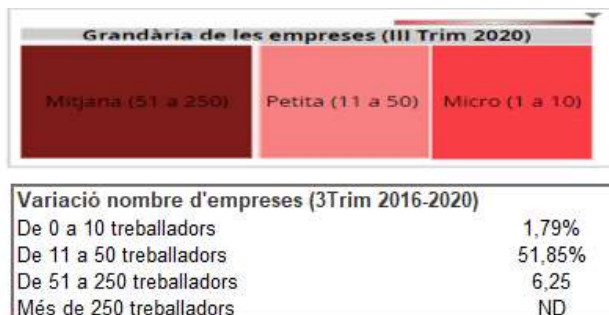 Grandària de les empreses (III Trim 2020)
Mitjana (51 a 250) Petita (11 a 50) Micro (1 a 10)
Variació nombre d'empreses (3Trim 2016-2020)
De 0 a 10 treballadors 1,79%
De 11 a 50 treballadors 51,85%
De 51 a 250 treballadors 6,25
Més de 250 treballadors ND